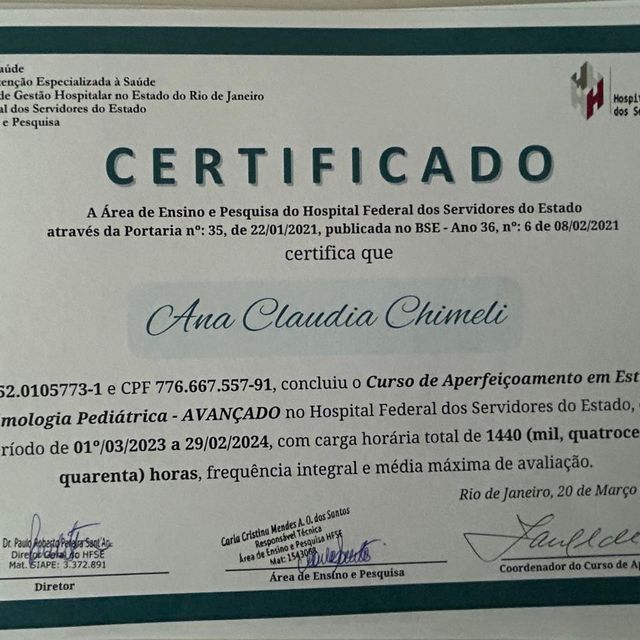 aúde
enção Especializada à Saúde
de Gestão Hospitalar no Estado do Rio de Janeiro
al dos Servidores do Estado
e Pesquisa
Hospi
dos Se
CERTIFICADO
A Área de Ensino e Pesquisa do Hospital Federal dos Servidores do Estado
através da Portaria nº: 35, de 22/01/2021, publicada no BSE - Ano 36, nº: 6 de 08/02/2021
certifica que
Ana Claudia Chimeli
52.0105773-1 e CPF 776.667.557-91, concluiu o Curso de Aperfeiçoamento em Est
mologia Pediátrica - AVANÇADO no Hospital Federal dos Servidores do Estado,
ríodo de 01º/03/2023 a 29/02/2024, com carga horária total de 1440 (mil, quatroce
quarenta) horas, frequência integral e média máxima de avaliação.
Rio de Janeiro, 20 de Março
Dr. Paulo Roberto Pereira Sant'
Diretor Geral do HFSE
Mat. SIAPE: 3.372.891
Diretor
Carla Cristina Mendes A. O. dos Santos
Responsável Técnica
Área de Ensino e Pesquisa HFSE
Mat:
Área de Ensino e Pesquisa
Coordenador do Curso de Ap